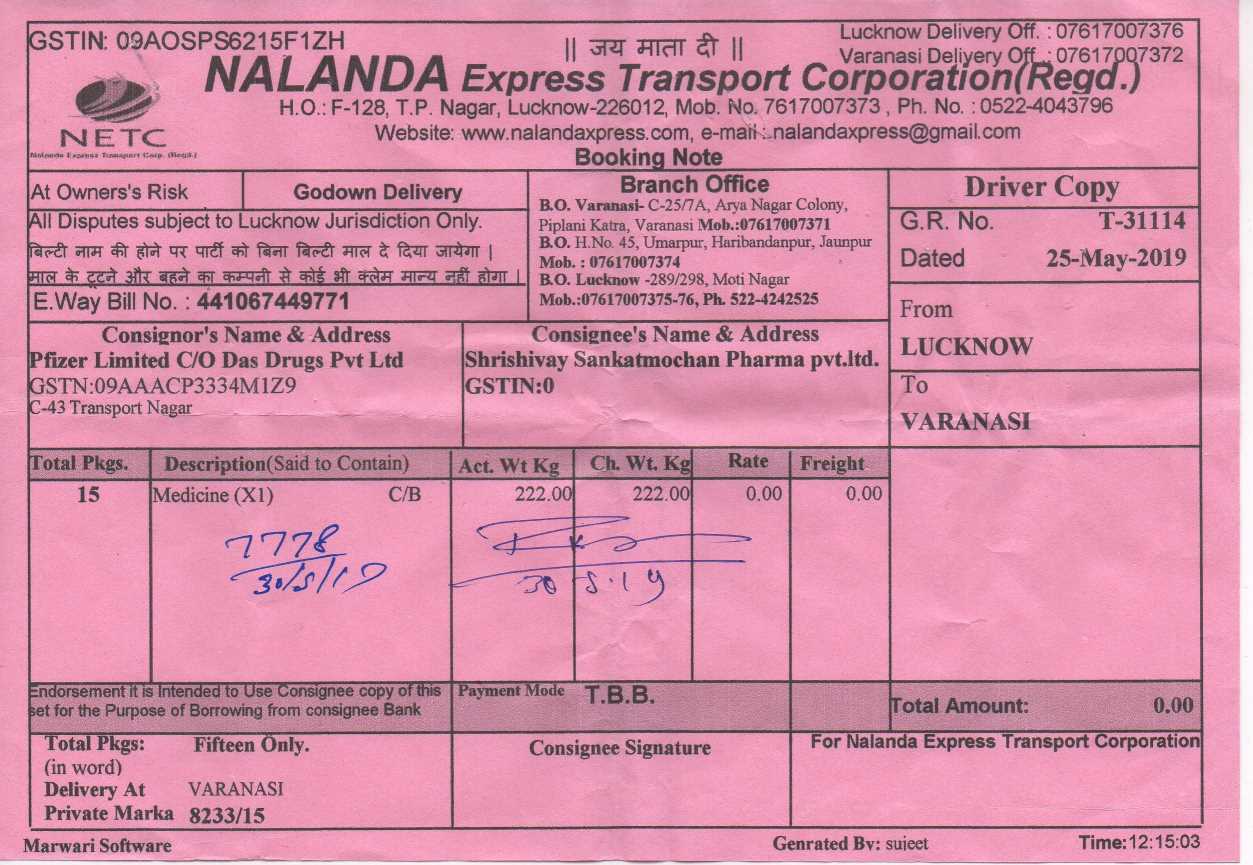 GSTIN: 09AOSPS6215F1ZH
|| जय माता दी ||
Lucknow Delivery Off. : 07617007376
Varanasi Delivery Off. : 07617007372
NALANDA Express Transport Corporation(Regd.)
H.O.: F-128, T.P. Nagar, Lucknow-226012, Mob. No. 7617007373 , Ph. No. : 0522-4043796
Website: www.nalandaxpress.com, e-mail : nalandaxpress@gmail.com
NETC
Nalanda Express Transport Corp. (Regd.)
Booking Note
At Owners's Risk
Godown Delivery
All Disputes subject to Lucknow Jurisdiction Only.
बिल्टी नाम की होने पर पार्टी को बिना बिल्टी माल दे दिया जायेगा |
माल के टूटने और बहने का कम्पनी से कोई भी क्लेम मान्य नहीं होगा |
E.Way Bill No. : 441067449771
Branch Office
B.O. Varanasi- C-25/7A, Arya Nagar Colony,
Piplani Katra, Varanasi Mob.:07617007371
B.O. H.No. 45, Umarpur, Haribandanpur, Jaunpur
Mob. : 07617007374
B.O. Lucknow -289/298, Moti Nagar
Mob.:07617007375-76, Ph. 522-4242525
Driver Copy
G.R. No. T-31114
Dated 25-May-2019
From
LUCKNOW
To
VARANASI
Consignor's Name & Address
Pfizer Limited C/O Das Drugs Pvt Ltd
GSTN:09AAACP3334M1Z9
C-43 Transport Nagar
Consignee's Name & Address
Shrishivay Sankatmochan Pharma pvt.ltd.
GSTIN:0
Total Pkgs. Description(Said to Contain) Act. Wt Kg Ch. Wt. Kg Rate Freight
15 Medicine (X1) C/B 222.00 222.00 0.00 0.00
7778
30/5/19
30 5.19
Endorsement it is Intended to Use Consignee copy of this
set for the Purpose of Borrowing from consignee Bank
Payment Mode T.B.B.
Total Amount: 0.00
Total Pkgs: Fifteen Only.
(in word)
Delivery At VARANASI
Private Marka 8233/15
Consignee Signature
For Nalanda Express Transport Corporation
Marwari Software
Genrated By: sujeet
Time:12:15:03